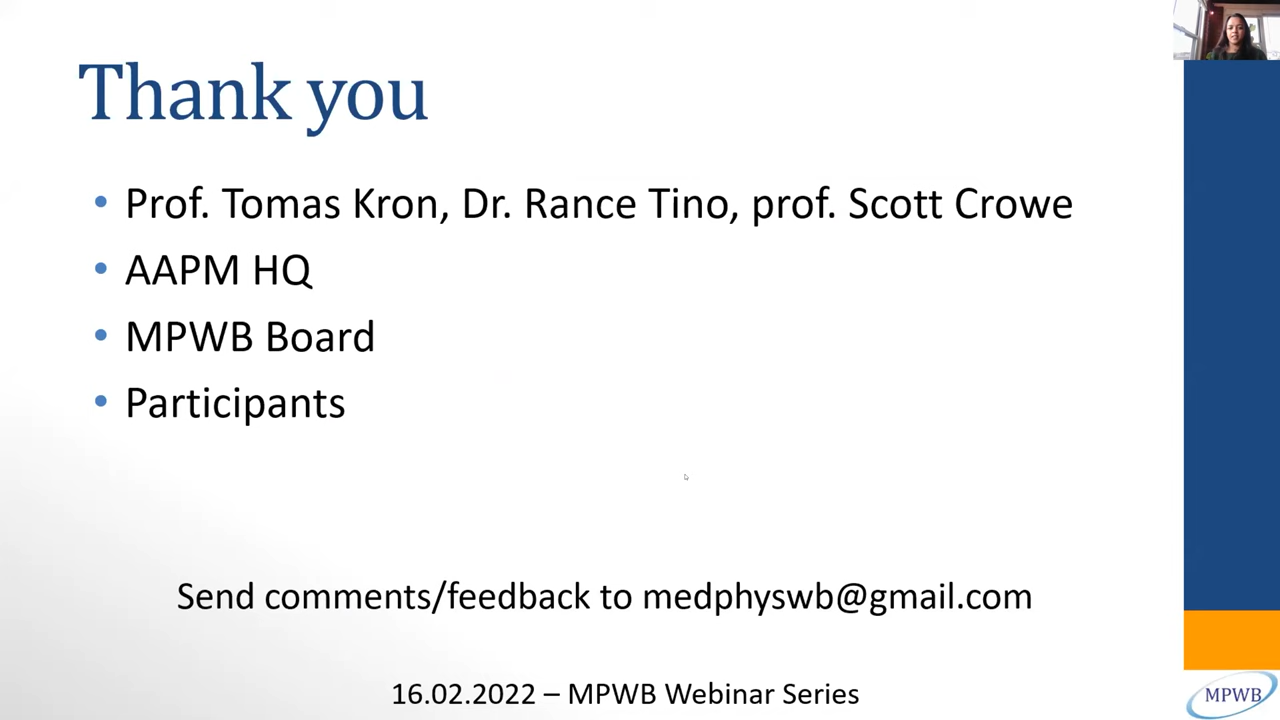 Thank you
• Prof. Tomas Kron, Dr. Rance Tino, prof. Scott Crowe
• AAPM HQ
• MPWB Board
• Participants
Send comments/feedback to medphyswb@gmail.com
16.02.2022 – MPWB Webinar Series
MPWB